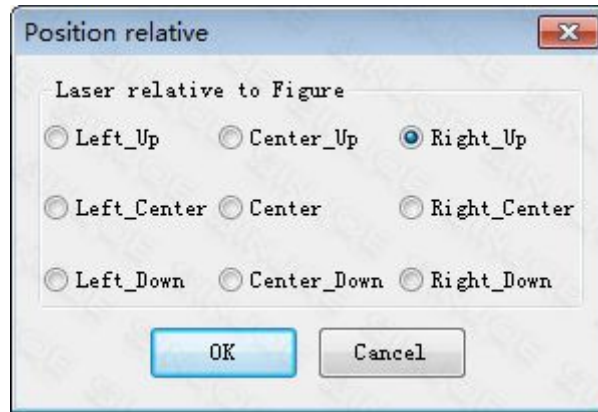 Position relative
Laser relative to Figure
Left_Up Center_Up Right_Up
Left_Center Center Right_Center
Left_Down Center_Down Right_Down
OK Cancel